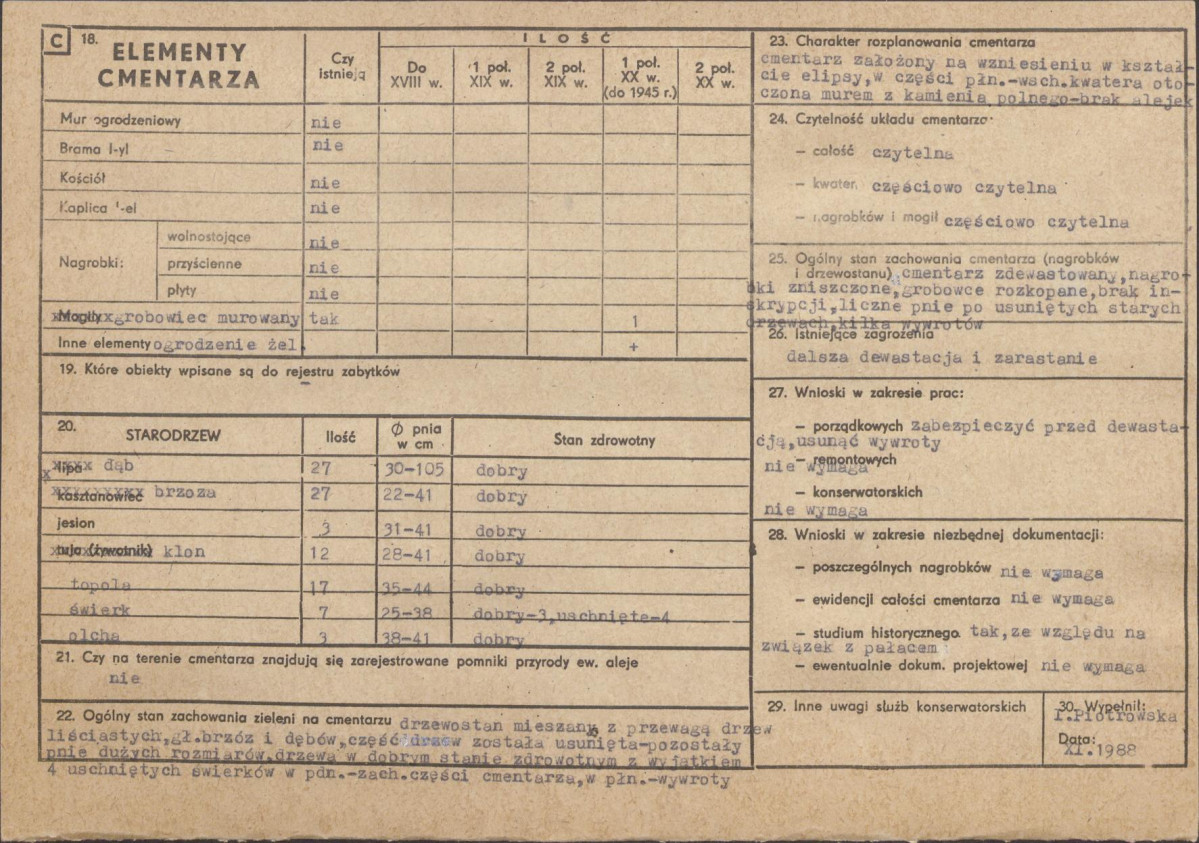 C 18. ELEMENTY CMENTARZA
Czy istnieją
ILOŚĆ
Do XVIII w.
1 poł. XIX w.
2 poł. XIX w.
1 poł. XX w. (do 1945 r.)
2 poł. XX w.
Mur ogrodzeniowy nie
Brama I-yl nie
Kościół nie
Kaplica nie
Nagrobki:
wolnostojące nie
przyścienne nie
płyty nie
Mogiły grobowiec murowany tak 1
Inne elementy ogrodzenie żel. +
19. Które obiekty wpisane są do rejestru zabytków
–
20. STARODRZEW Ilość Ø pnia w cm Stan zdrowotny
lipa dąb 27 30-105 dobry
kasztanowiec brzoza 27 22-41 dobry
jesion 3 31-41 dobry
tuja (żywotnik) klon 12 28-41 dobry
topola 17 35-44 dobry
świerk 7 25-38 dobry-3,uschnięte-4
olcha 3 38-41 dobry
21. Czy na terenie cmentarza znajdują się zarejestrowane pomniki przyrody ew. aleje
nie
22. Ogólny stan zachowania zieleni na cmentarzu drzewostan mieszany z przewagą drzew
liściastych,gł.brzóz i dębów,część drzew została usunięta-pozostały
pnie dużych rozmiarów.drzewa w dobrym stanie zdrowotnym z wyjątkiem
4 uschniętych świerków w pdn.-zach.części cmentarza,w płn.-wywroty
23. Charakter rozplanowania cmentarza
cmentarz założony na wzniesieniu w kształ-
cie elipsy,w części płn.-wsch.kwatera oto-
czona murem z kamienia polnego-brak alejek
24. Czytelność układu cmentarza
– całość czytelna
– kwater, częściowo czytelna
– nagrobków i mogił częściowo czytelna
25. Ogólny stan zachowania cmentarza (nagrobków
i drzewostanu) cmentarz zdewastowany,nagro-
bki zniszczone,grobowce rozkopane,brak in-
skrypcji,liczne pnie po usuniętych starych
drzewach,kilka wywrotów
26. Istniejące zagrożenia
dalsza dewastacja i zarastanie
27. Wnioski w zakresie prac:
– porządkowych zabezpieczyć przed dewasta-
cją,usunąć wywroty
– remontowych
nie wymaga
– konserwatorskich
nie wymaga
28. Wnioski w zakresie niezbędnej dokumentacji:
– poszczególnych nagrobków nie wymaga
– ewidencji całości cmentarza nie wymaga
– studium historycznego tak,ze względu na
związek z pałacem
– ewentualnie dokum. projektowej nie wymaga
29. Inne uwagi służb konserwatorskich
30. Wypełnił:
I.Piotrowska
Data:
XI.1988